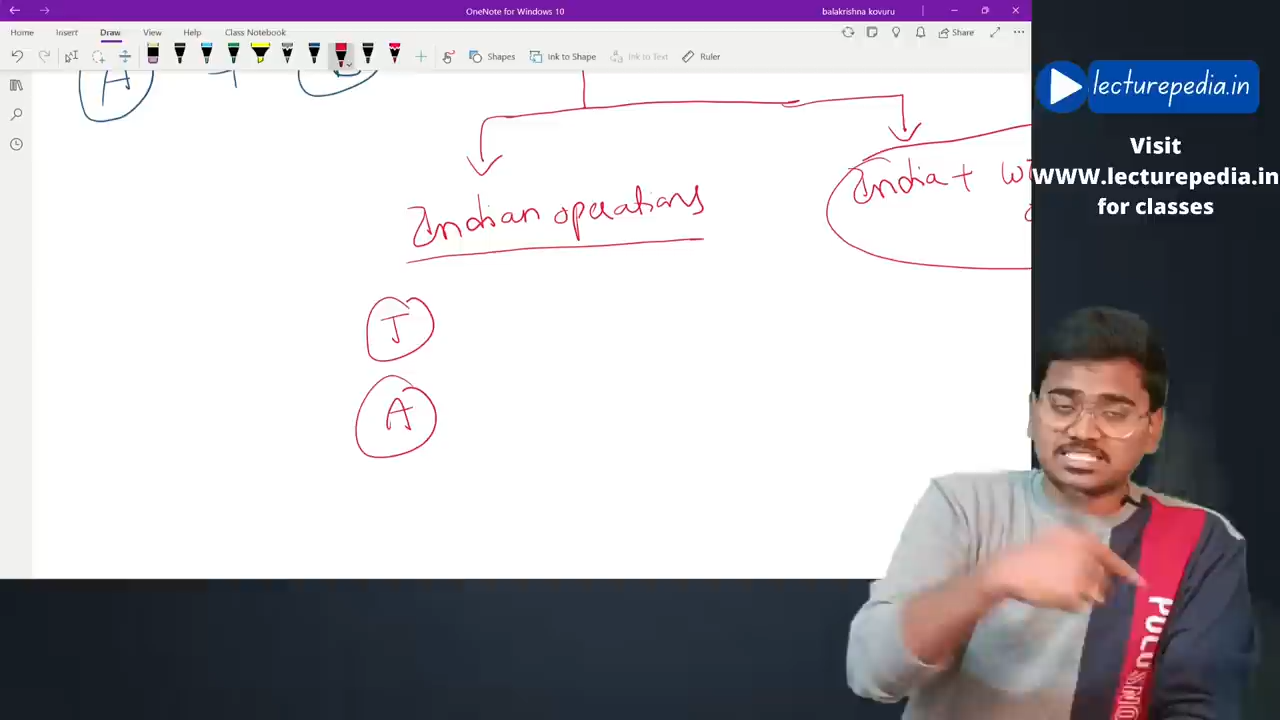 OneNote for Windows 10
balakrishna kovuru
Home Insert Draw View Help Class Notebook
Share
Shapes Ink to Shape Ink to Text Ruler
A +
lecturepedia.in
Visit
WWW.lecturepedia.in
for classes
India +
Indian operations
I
A
POLO